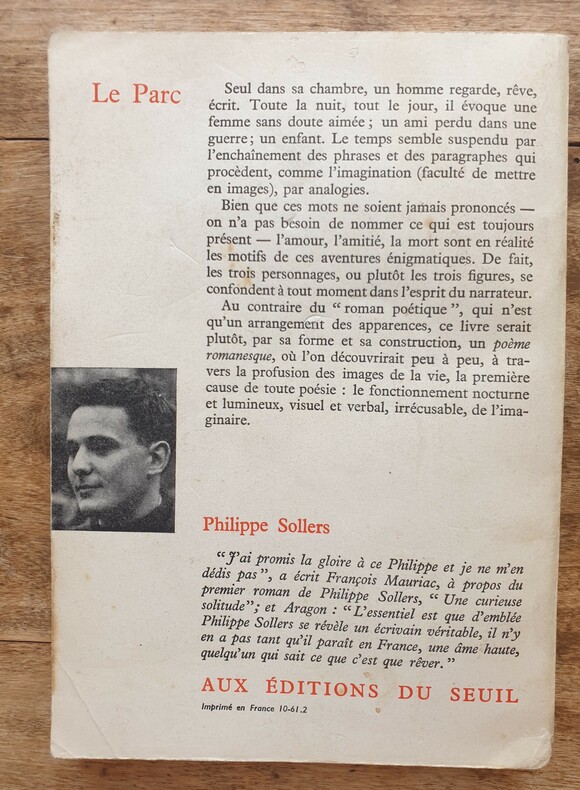 Le Parc
Seul dans sa chambre, un homme regarde, rêve,
écrit. Toute la nuit, tout le jour, il évoque une
femme sans doute aimée ; un ami perdu dans une
guerre ; un enfant. Le temps semble suspendu par
l'enchaînement des phrases et des paragraphes qui
procèdent, comme l'imagination (faculté de mettre
en images), par analogies.
Bien que ces mots ne soient jamais prononcés —
on n'a pas besoin de nommer ce qui est toujours
présent — l'amour, l'amitié, la mort sont en réalité
les motifs de ces aventures énigmatiques. De fait,
les trois personnages, ou plutôt les trois figures, se
confondent à tout moment dans l'esprit du narrateur.
Au contraire du “ roman poétique ”, qui n'est
qu'un arrangement des apparences, ce livre serait
plutôt, par sa forme et sa construction, un poème
romanesque, où l'on découvrirait peu à peu, à tra-
vers la profusion des images de la vie, la première
cause de toute poésie : le fonctionnement nocturne
et lumineux, visuel et verbal, irrécusable, de l'ima-
ginaire.
Philippe Sollers
“ J'ai promis la gloire à ce Philippe et je ne m'en
dédis pas ”, a écrit François Mauriac, à propos du
premier roman de Philippe Sollers, “ Une curieuse
solitude ” ; et Aragon : “ L'essentiel est que d'emblée
Philippe Sollers se révèle un écrivain véritable, il n'y
en a pas tant qu'il paraît en France, une âme haute,
quelqu'un qui sait ce que c'est que rêver. ”
AUX ÉDITIONS DU SEUIL
Imprimé en France 10-61.2